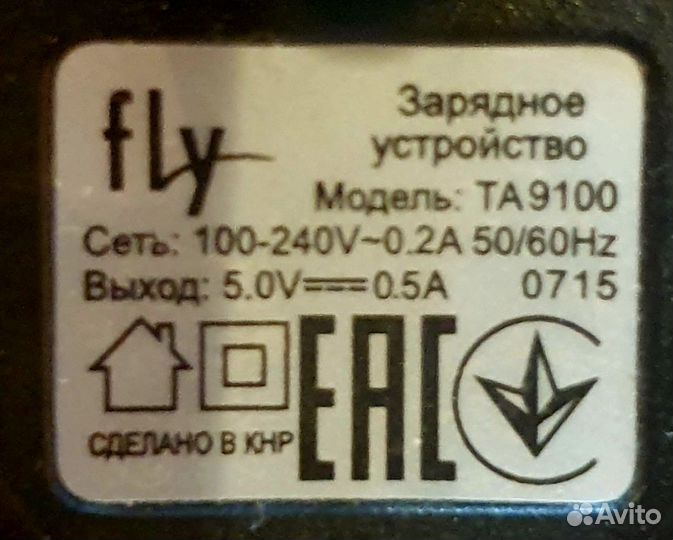 fly
Зарядное
устройство
Модель: TA9100
Сеть: 100-240V~0.2A 50/60Hz
Выход: 5.0V⎓0.5A 0715
EAC
СДЕЛАНО В КНР
Avito